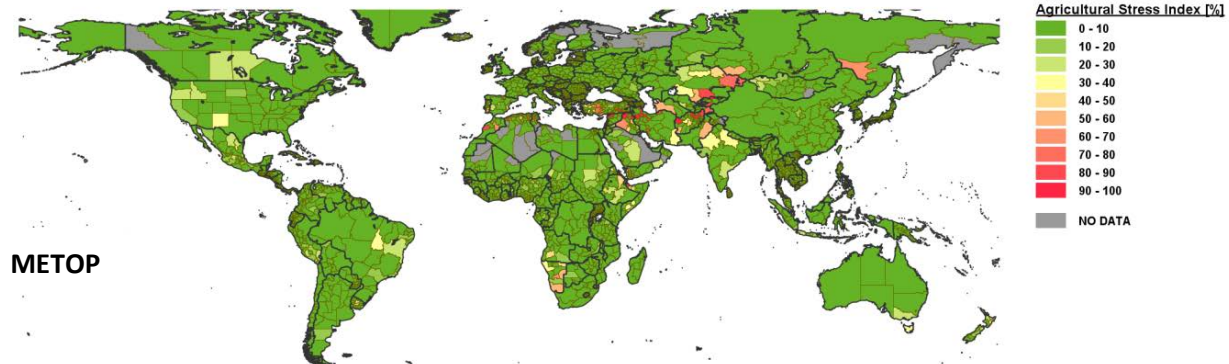 Agricultural Stress Index [%]
0 - 10
10 - 20
20 - 30
30 - 40
40 - 50
50 - 60
60 - 70
70 - 80
80 - 90
90 - 100
NO DATA
METOP